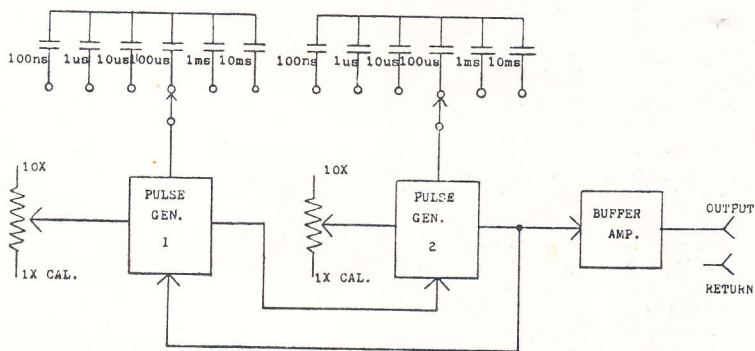 100ns 1us 10us 100us 1ms 10ms
100ns 1us 10us 100us 1ms 10ms
10X
PULSE
GEN.
1
1X CAL.
10X
PULSE
GEN.
2
1X CAL.
BUFFER
AMP.
OUTPUT
RETURN